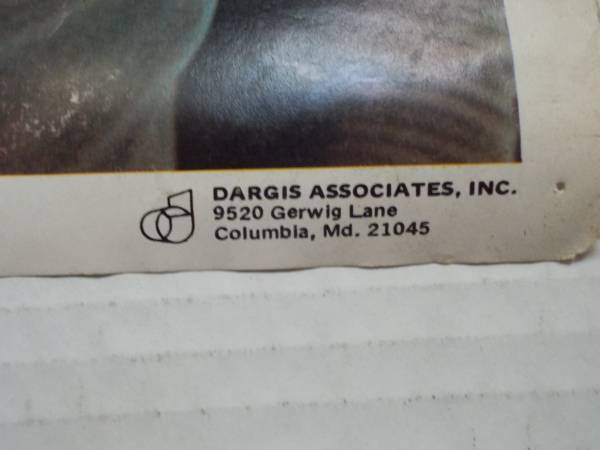 DARGIS ASSOCIATES, INC.
9520 Gerwig Lane
Columbia, Md. 21045